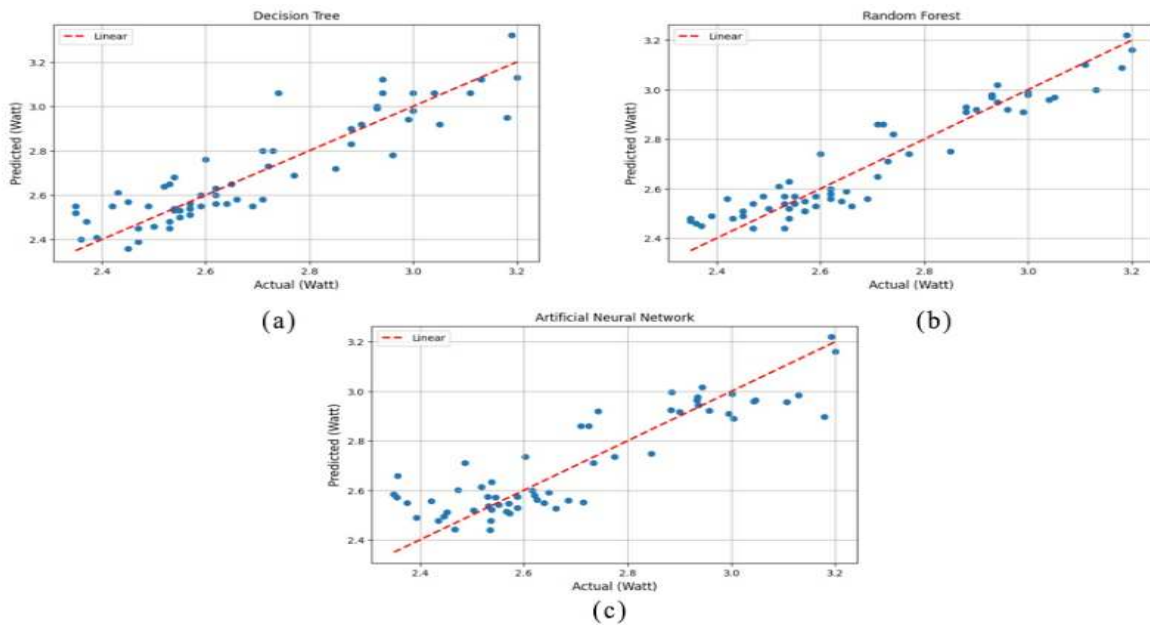 Decision Tree
Linear
Predicted (Watt)
3.2
3.0
2.8
2.6
2.4
2.4 2.6 2.8 3.0 3.2
Actual (Watt)
(a)
Random Forest
Linear
Predicted (Watt)
3.2
3.0
2.8
2.6
2.4
2.4 2.6 2.8 3.0 3.2
Actual (Watt)
(b)
Artificial Neural Network
Linear
Predicted (Watt)
3.2
3.0
2.8
2.6
2.4
2.4 2.6 2.8 3.0 3.2
Actual (Watt)
(c)